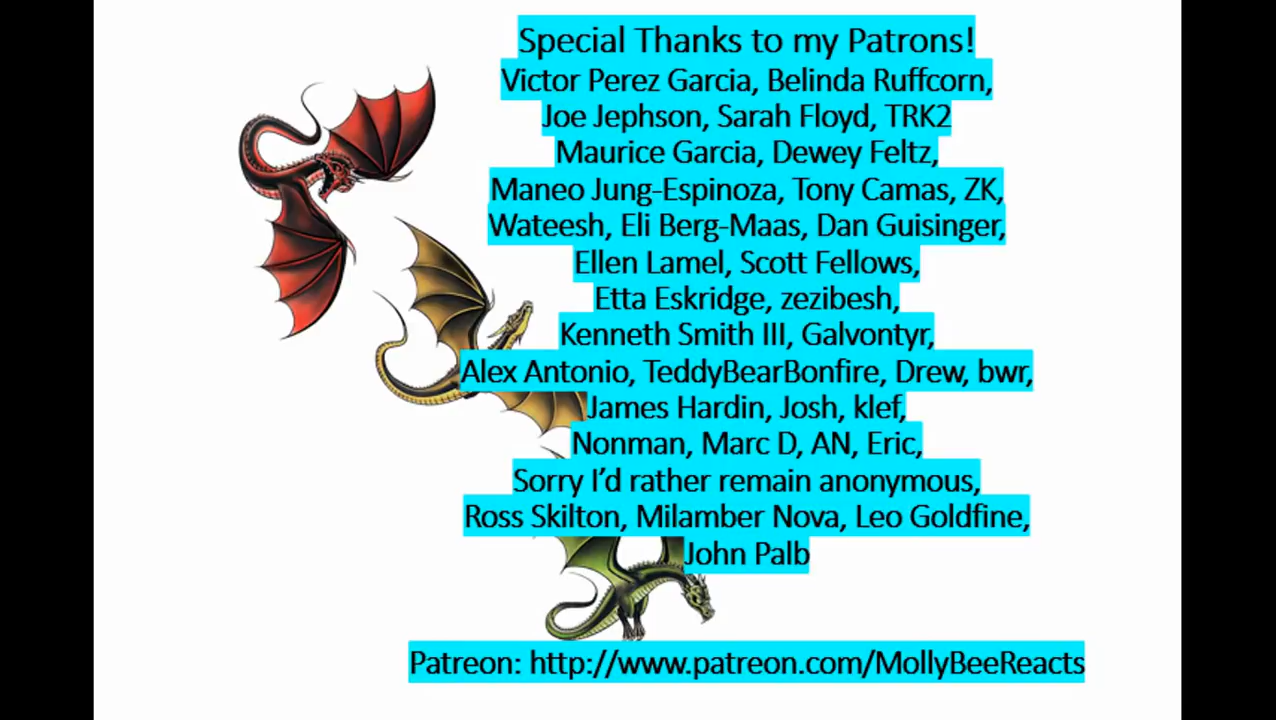 Special Thanks to my Patrons!
Victor Perez Garcia, Belinda Ruffcorn,
Joe Jephson, Sarah Floyd, TRK2
Maurice Garcia, Dewey Feltz,
Maneo Jung-Espinoza, Tony Camas, ZK,
Wateesh, Eli Berg-Maas, Dan Guisinger,
Ellen Lamel, Scott Fellows,
Etta Eskridge, zezibesh,
Kenneth Smith III, Galvontyr,
Alex Antonio, TeddyBearBonfire, Drew, bwr,
James Hardin, Josh, klef,
Nonman, Marc D, AN, Eric,
Sorry I’d rather remain anonymous,
Ross Skilton, Milamber Nova, Leo Goldfine,
John Palb
Patreon: http://www.patreon.com/MollyBeeReacts